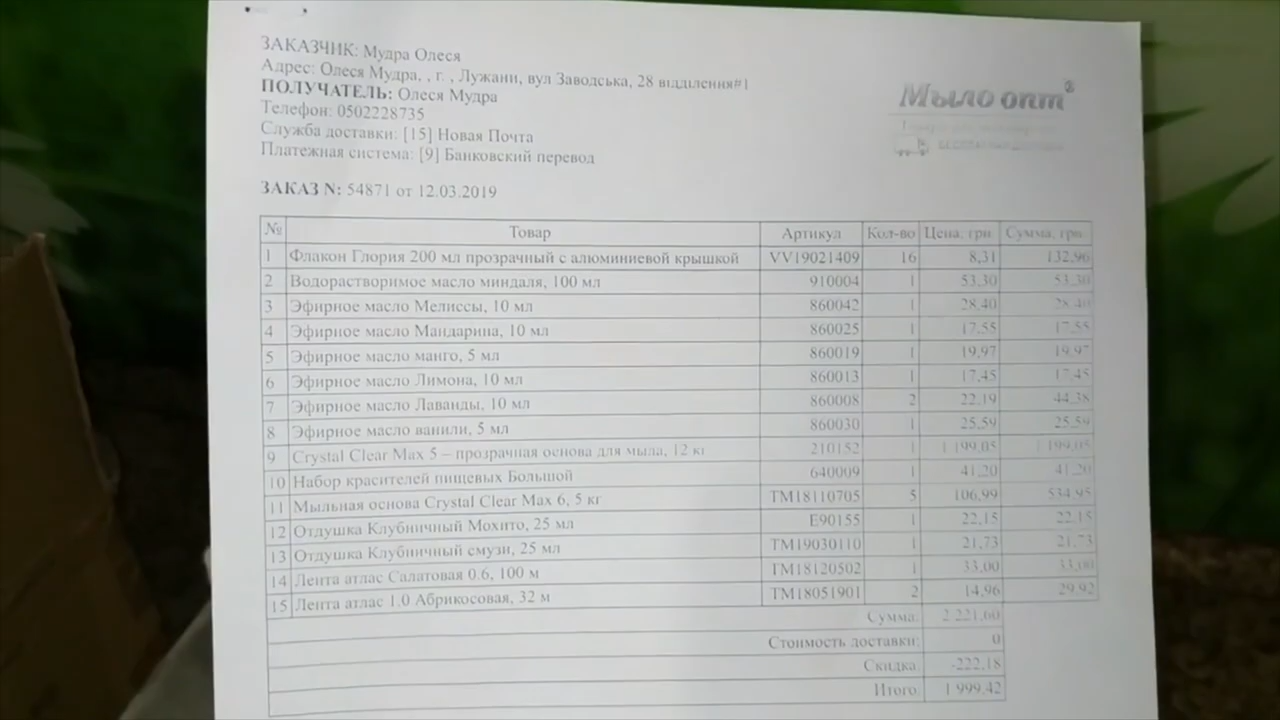 ЗАКАЗЧИК: Мудра Олеся
Адрес: Олеся Мудра, , г. , Лужани, вул Заводська, 28 відділення#1
ПОЛУЧАТЕЛЬ: Олеся Мудра
Телефон: 0502228735
Служба доставки: [15] Новая Почта
Платежная система: [9] Банковский перевод
Мыло опт
ЗАКАЗ N: 54871 от 12.03.2019
№ Товар Артикул Кол-во Цена, грн Сумма, грн
1 Флакон Глория 200 мл прозрачный с алюминиевой крышкой VV19021409 16 8,31 132,96
2 Водорастворимое масло миндаля, 100 мл 910004 1 53,30 53,30
3 Эфирное масло Мелиссы, 10 мл 860042 1 28,40 28,40
4 Эфирное масло Мандарина, 10 мл 860025 1 17,55 17,55
5 Эфирное масло манго, 5 мл 860019 1 19,97 19,97
6 Эфирное масло Лимона, 10 мл 860013 1 17,45 17,45
7 Эфирное масло Лаванды, 10 мл 860008 2 22,19 44,38
8 Эфирное масло ванили, 5 мл 860030 1 25,59 25,59
9 Crystal Clear Max 5 – прозрачная основа для мыла, 12 кг 210152 1 1 199,05 1 199,05
10 Набор красителей пищевых Большой 640009 1 41,20 41,20
11 Мыльная основа Crystal Clear Max 6, 5 кг TM18110705 5 106,99 534,95
12 Отдушка Клубничный Мохито, 25 мл E90155 1 22,15 22,15
13 Отдушка Клубничный смузи, 25 мл TM19030110 1 21,73 21,73
14 Лента атлас Салатовая 0.6, 100 м TM18120502 1 33,00 33,00
15 Лента атлас 1.0 Абрикосовая, 32 м TM18051901 2 14,96 29,92
Сумма: 2 221,60
Стоимость доставки: 0
Скидка: -222,18
Итого: 1 999,42